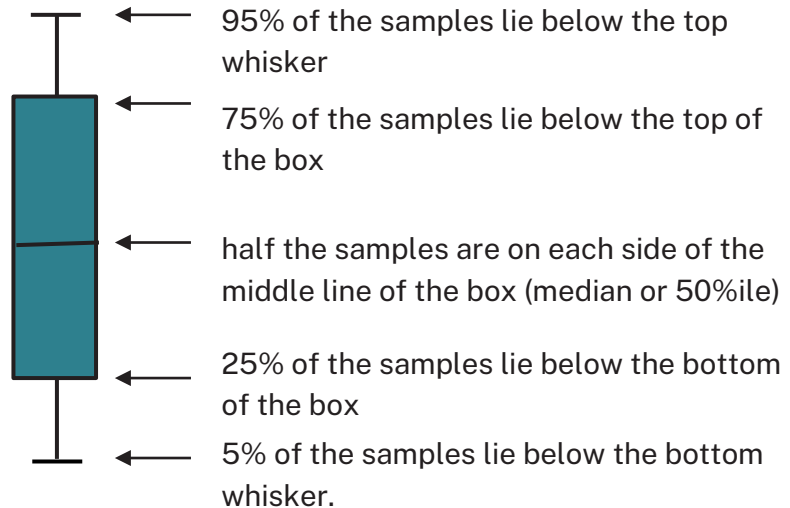 95% of the samples lie below the top
whisker
75% of the samples lie below the top of
the box
half the samples are on each side of the
middle line of the box (median or 50%ile)
25% of the samples lie below the bottom
of the box
5% of the samples lie below the bottom
whisker.